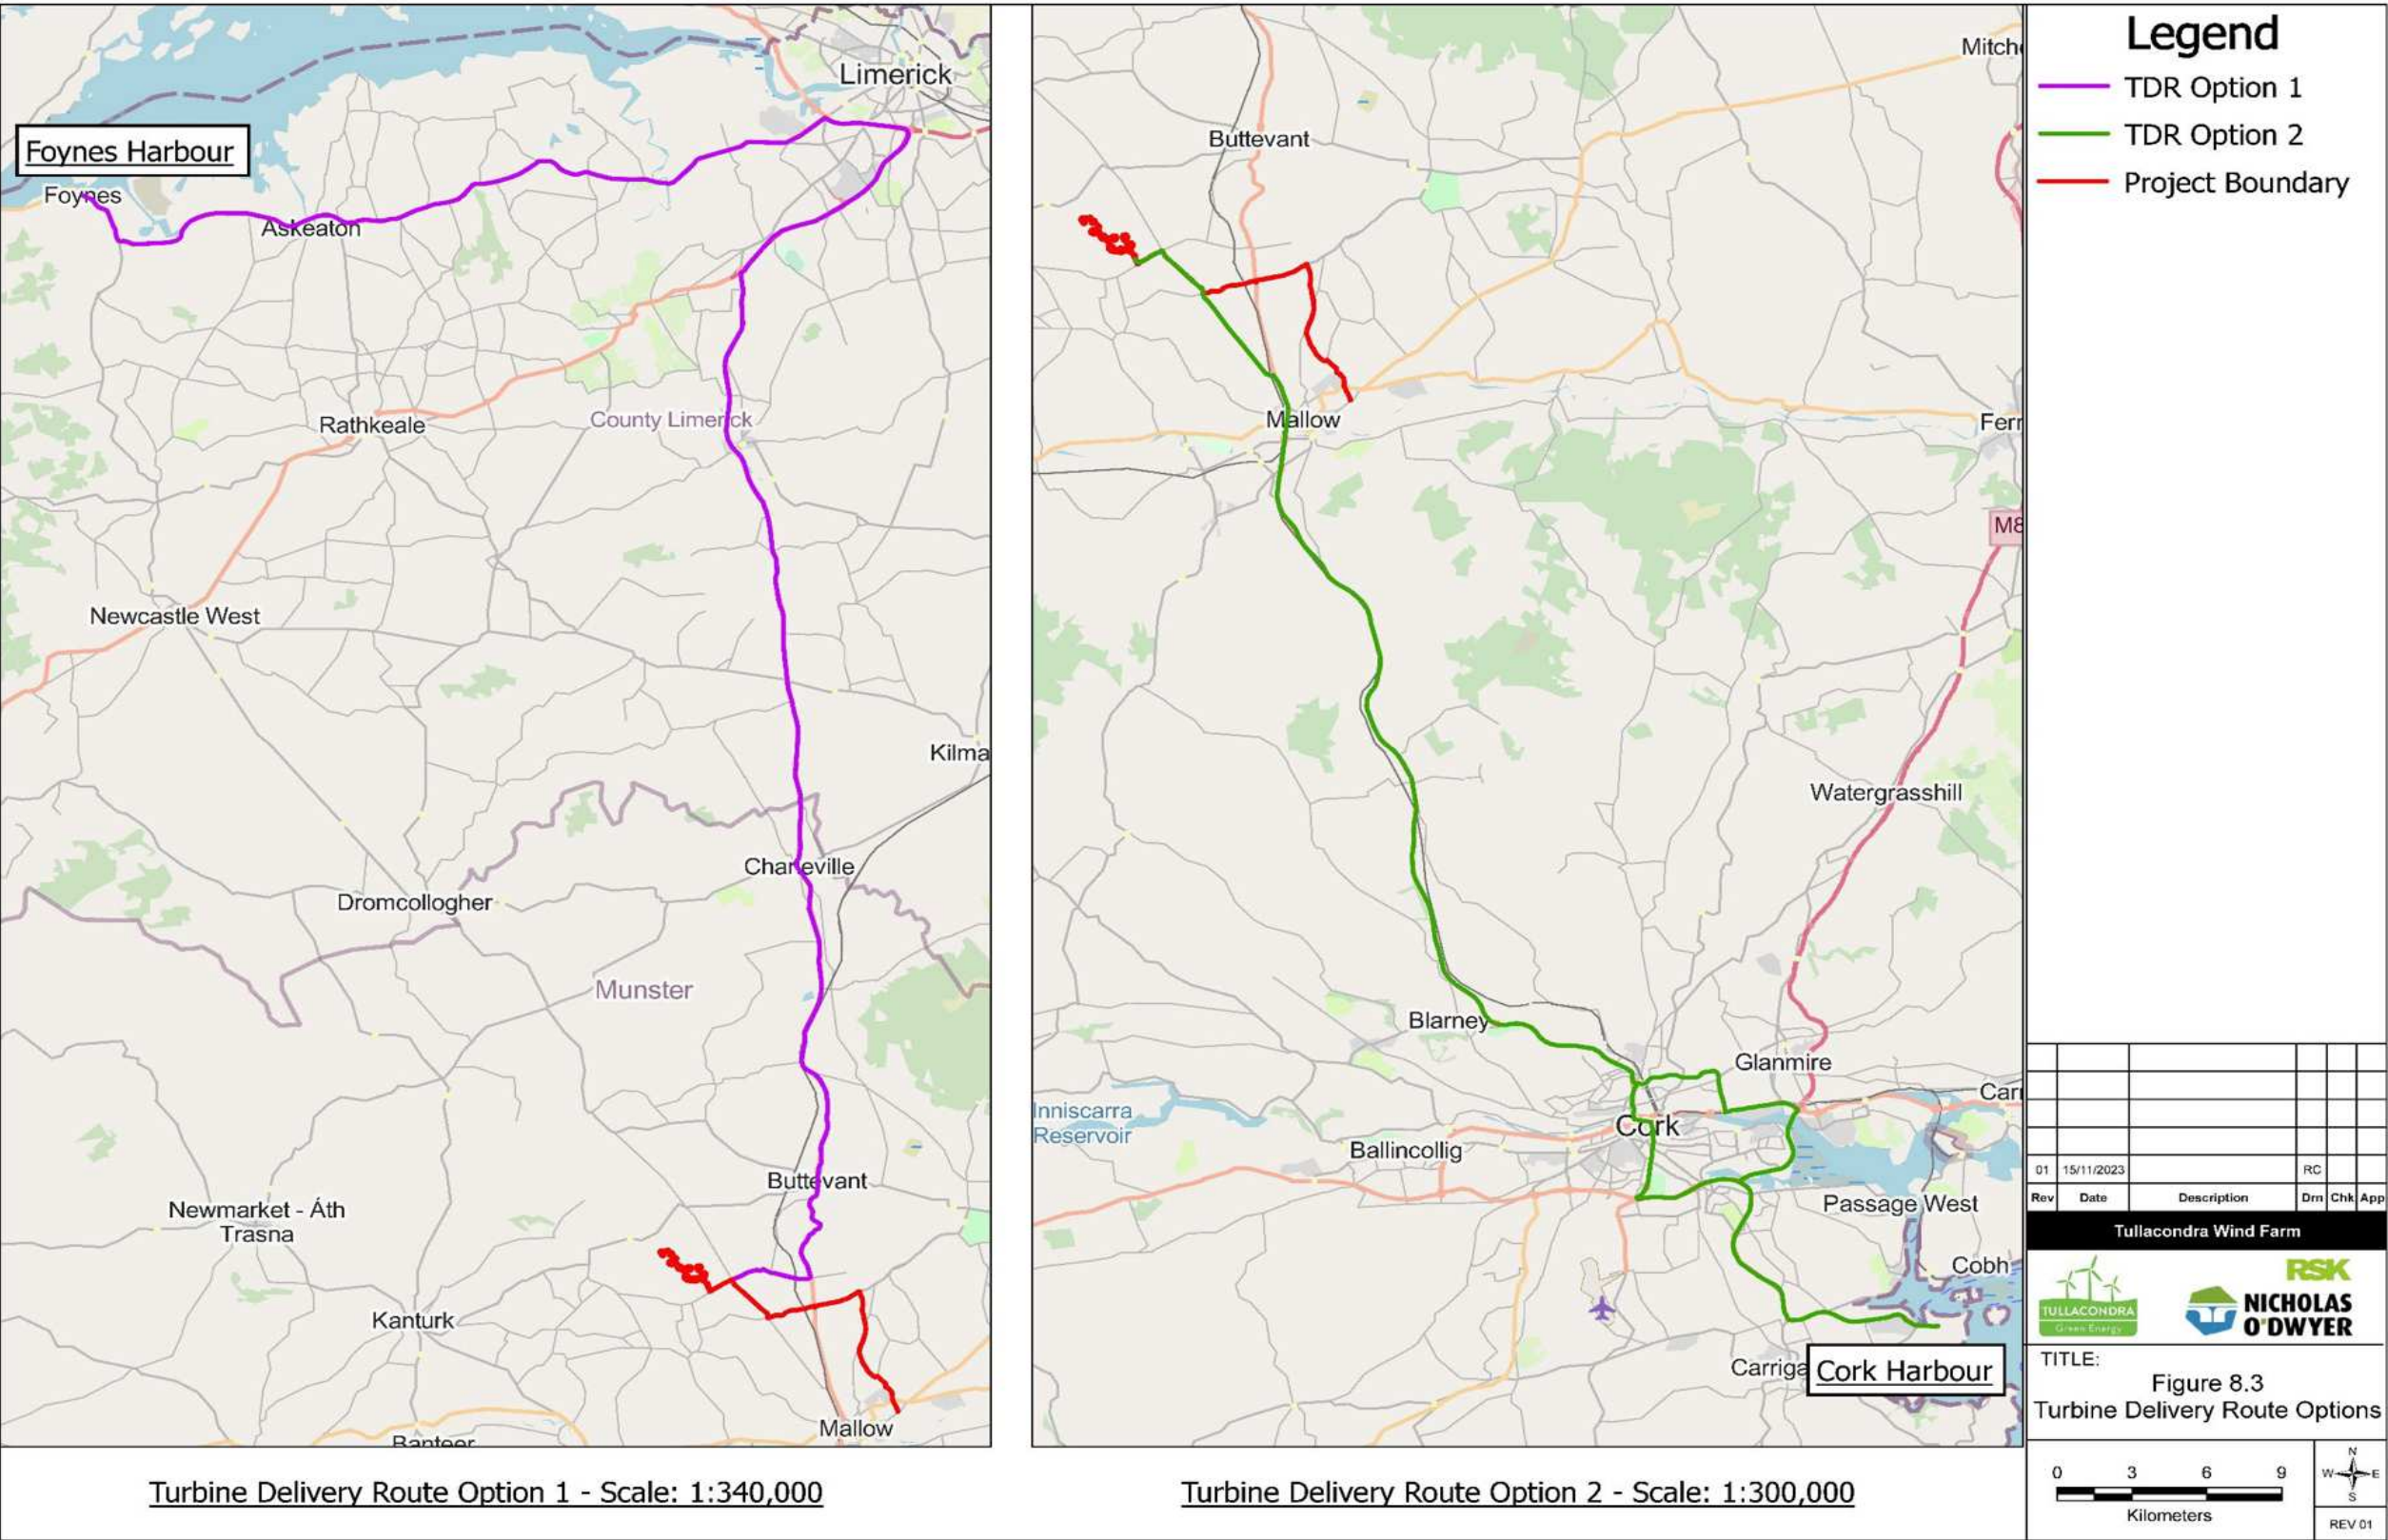 Limerick
Foynes Harbour
Foynes
Askeaton
Rathkeale
County Limerick
Newcastle West
Kilma
Charleville
Dromcollogher
Munster
Buttevant
Newmarket - Áth
Trasna
Kanturk
Mallow
Banteer
Turbine Delivery Route Option 1 - Scale: 1:340,000
Mitch
Buttevant
Mallow
Ferr
M8
Watergrasshill
Blarney
Glanmire
Inniscarra
Reservoir
Carr
Cork
Ballincollig
Passage West
Cobh
Carriga
Cork Harbour
Turbine Delivery Route Option 2 - Scale: 1:300,000
Legend
TDR Option 1
TDR Option 2
Project Boundary
01 15/11/2023 RC
Rev Date Description Drn Chk App
Tullacondra Wind Farm
RSK
TULLACONDRA
Green Energy
NICHOLAS
O'DWYER
TITLE:
Figure 8.3
Turbine Delivery Route Options
0 3 6 9
Kilometers
N
W E
S
REV 01